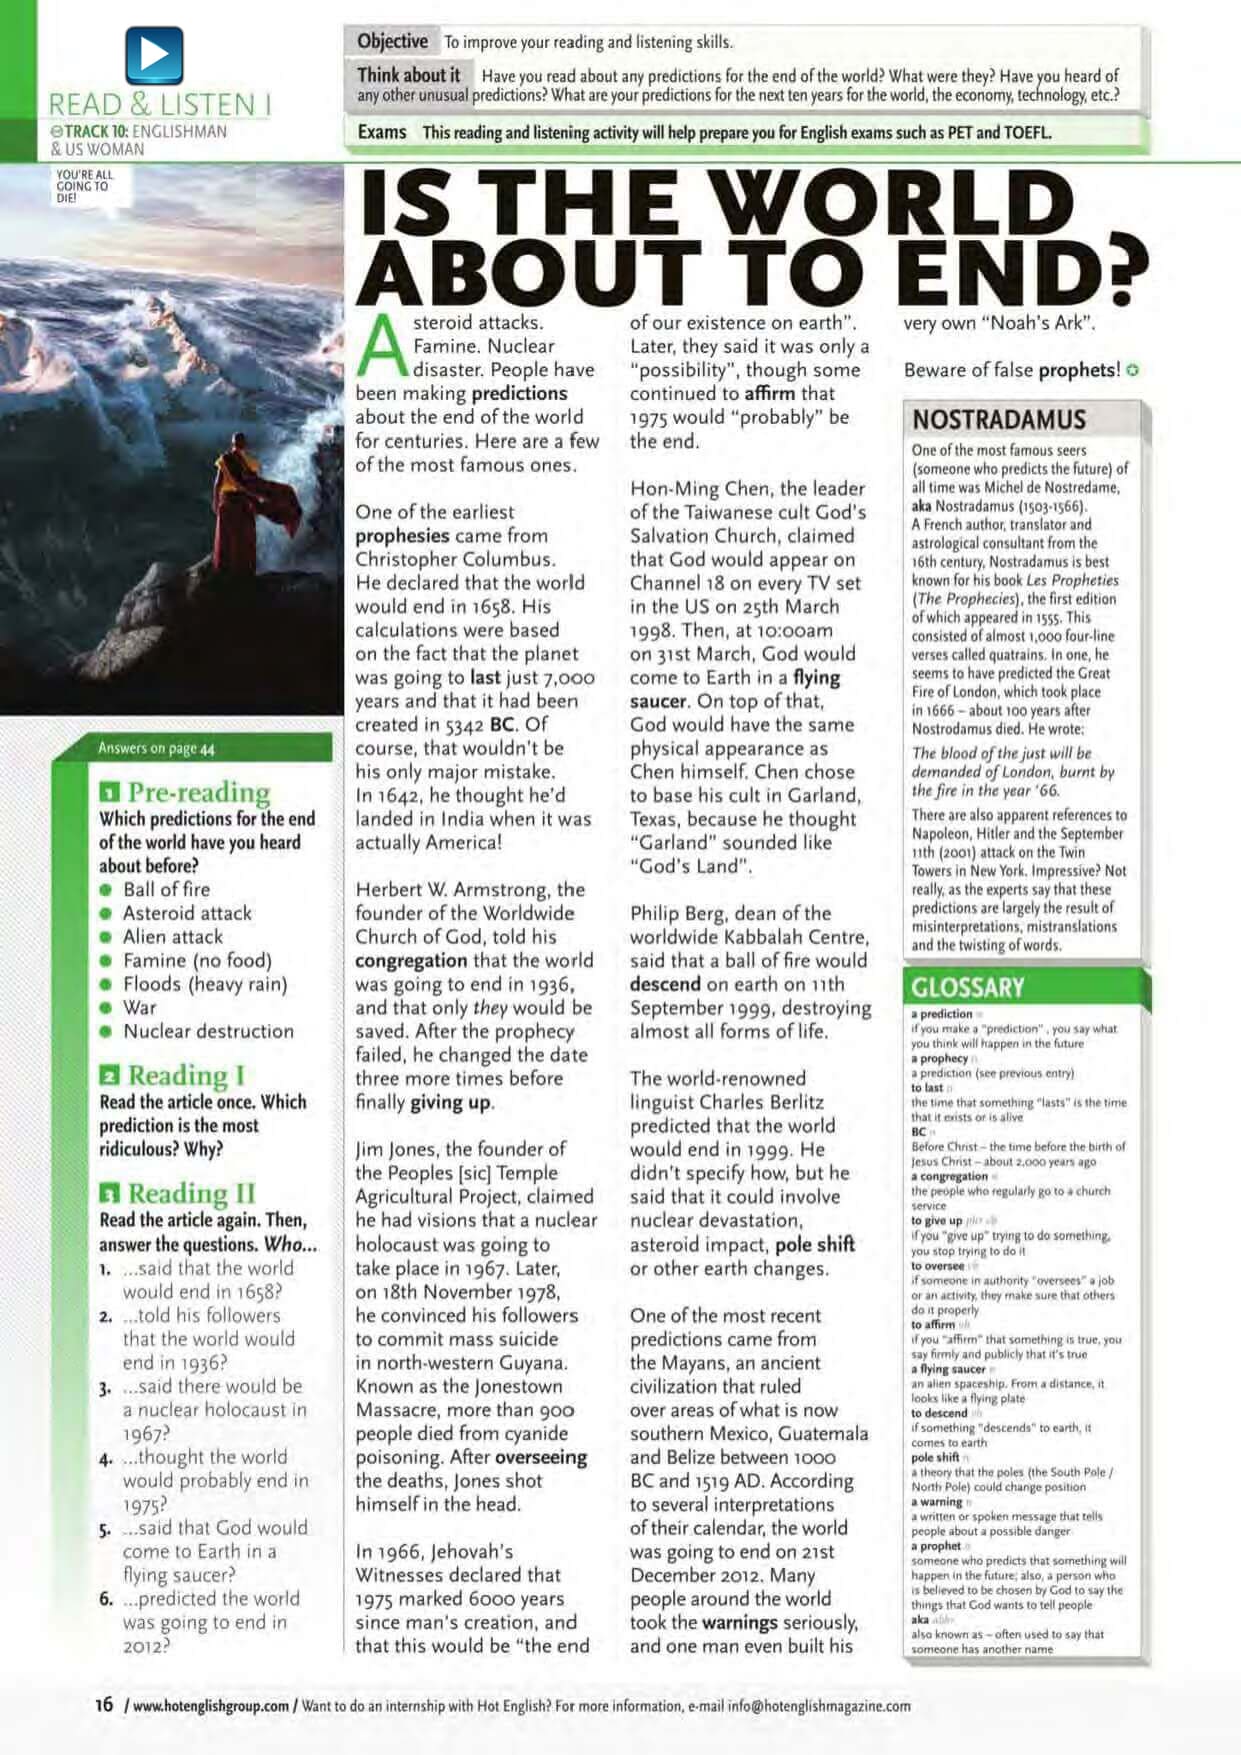 Objective To improve your reading and listening skills.
Think about it Have you read about any predictions for the end of the world? What were they? Have you heard of
any other unusual predictions? What are your predictions for the next ten years for the world, the economy, technology, etc.?
Exams This reading and listening activity will help prepare you for English exams such as PET and TOEFL.
READ & LISTEN I
TRACK 10: ENGLISHMAN
& US WOMAN
YOU'RE ALL
GOING TO
DIE!
IS THE WORLD
ABOUT TO END?
Asteroid attacks.
Famine. Nuclear
disaster. People have
been making predictions
about the end of the world
for centuries. Here are a few
of the most famous ones.
One of the earliest
prophesies came from
Christopher Columbus.
He declared that the world
would end in 1658. His
calculations were based
on the fact that the planet
was going to last just 7,000
years and that it had been
created in 5342 BC. Of
course, that wouldn't be
his only major mistake.
In 1642, he thought he'd
landed in India when it was
actually America!
Herbert W. Armstrong, the
founder of the Worldwide
Church of God, told his
congregation that the world
was going to end in 1936,
and that only they would be
saved. After the prophecy
failed, he changed the date
three more times before
finally giving up.
Jim Jones, the founder of
the Peoples [sic] Temple
Agricultural Project, claimed
he had visions that a nuclear
holocaust was going to
take place in 1967. Later,
on 18th November 1978,
he convinced his followers
to commit mass suicide
in north-western Guyana.
Known as the Jonestown
Massacre, more than 900
people died from cyanide
poisoning. After overseeing
the deaths, Jones shot
himself in the head.
In 1966, Jehovah's
Witnesses declared that
1975 marked 6000 years
since man's creation, and
that this would be "the end
of our existence on earth".
Later, they said it was only a
"possibility", though some
continued to affirm that
1975 would "probably" be
the end.
Hon-Ming Chen, the leader
of the Taiwanese cult God's
Salvation Church, claimed
that God would appear on
Channel 18 on every TV set
in the US on 25th March
1998. Then, at 10:00am
on 31st March, God would
come to Earth in a flying
saucer. On top of that,
God would have the same
physical appearance as
Chen himself. Chen chose
to base his cult in Garland,
Texas, because he thought
"Garland" sounded like
"God's Land".
Philip Berg, dean of the
worldwide Kabbalah Centre,
said that a ball of fire would
descend on earth on 11th
September 1999, destroying
almost all forms of life.
The world-renowned
linguist Charles Berlitz
predicted that the world
would end in 1999. He
didn't specify how, but he
said that it could involve
nuclear devastation,
asteroid impact, pole shift
or other earth changes.
One of the most recent
predictions came from
the Mayans, an ancient
civilization that ruled
over areas of what is now
southern Mexico, Guatemala
and Belize between 1000
BC and 1519 AD. According
to several interpretations
of their calendar, the world
was going to end on 21st
December 2012. Many
people around the world
took the warnings seriously,
and one man even built his
very own "Noah's Ark".
Beware of false prophets!
NOSTRADAMUS
One of the most famous seers
(someone who predicts the future) of
all time was Michel de Nostredame,
aka Nostradamus (1503-1566).
A French author, translator and
astrological consultant from the
16th century, Nostradamus is best
known for his book Les Propheties
(The Prophecies), the first edition
of which appeared in 1555. This
consisted of almost 1,000 four-line
verses called quatrains. In one, he
seems to have predicted the Great
Fire of London, which took place
in 1666 – about 100 years after
Nostrodamus died. He wrote:
The blood of the just will be
demanded of London, burnt by
the fire in the year '66.
There are also apparent references to
Napoleon, Hitler and the September
11th (2001) attack on the Twin
Towers in New York. Impressive? Not
really, as the experts say that these
predictions are largely the result of
misinterpretations, mistranslations
and the twisting of words.
GLOSSARY
a prediction n
if you make a "prediction" , you say what
you think will happen in the future
a prophecy n
a prediction (see previous entry)
to last
the time that something "lasts" is the time
that it exists or is alive
BC
Before Christ – the time before the birth of
Jesus Christ – about 2,000 years ago
a congregation n
the people who regularly go to a church
service
to give up
if you "give up" trying to do something,
you stop trying to do it
to oversee vb
if someone in authority "oversees" a job
or an activity, they make sure that others
do it properly
to affirm vb
if you "affirm" that something is true, you
say firmly and publicly that it's true
a flying saucer n
an alien spaceship. From a distance, it
looks like a flying plate
to descend vb
if something "descends" to earth, it
comes to earth
pole shift n
a theory that the poles (the South Pole /
North Pole) could change position
a warning n
a written or spoken message that tells
people about a possible danger
a prophet n
someone who predicts that something will
happen in the future; also, a person who
is believed to be chosen by God to say the
things that God wants to tell people
aka abbr
also known as – often used to say that
someone has another name
Answers on page 44
1 Pre-reading
Which predictions for the end
of the world have you heard
about before?
Ball of fire
Asteroid attack
Alien attack
Famine (no food)
Floods (heavy rain)
War
Nuclear destruction
2 Reading I
Read the article once. Which
prediction is the most
ridiculous? Why?
3 Reading II
Read the article again. Then,
answer the questions. Who...
1. ...said that the world
would end in 1658?
2. ...told his followers
that the world would
end in 1936?
3. ...said there would be
a nuclear holocaust in
1967?
4. ...thought the world
would probably end in
1975?
5. ...said that God would
come to Earth in a
flying saucer?
6. ...predicted the world
was going to end in
2012?
16 / www.hotenglishgroup.com / Want to do an internship with Hot English? For more information, e-mail info@hotenglishmagazine.com